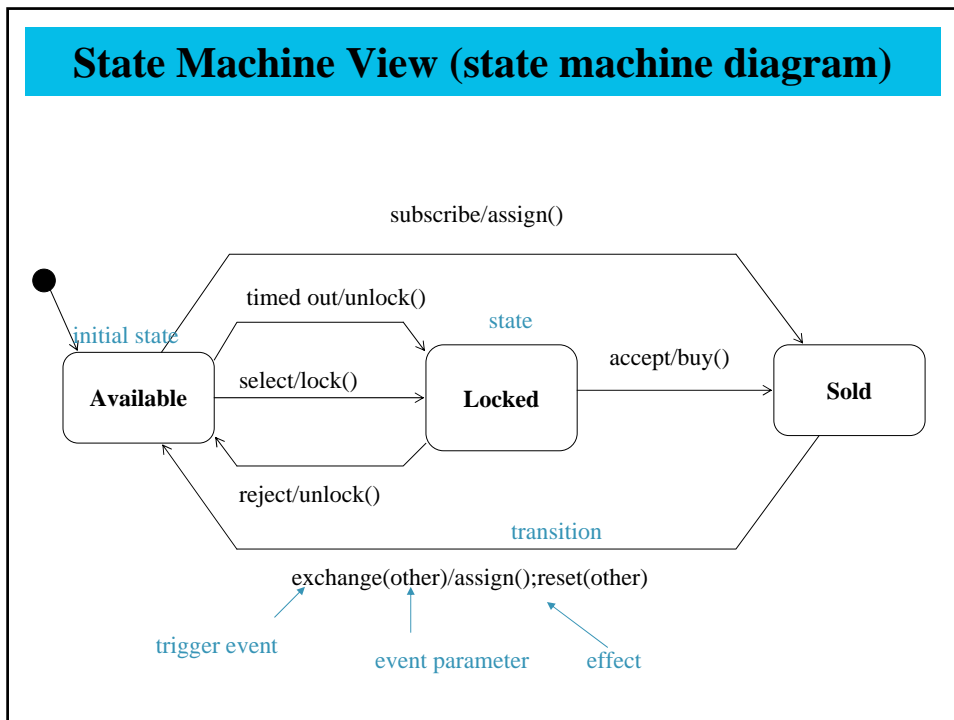 State Machine View (state machine diagram)
subscribe/assign()
timed out/unlock()
state
initial state
accept/buy()
select/lock()
Available
Locked
Sold
reject/unlock()
transition
exchange(other)/assign();reset(other)
trigger event
event parameter
effect